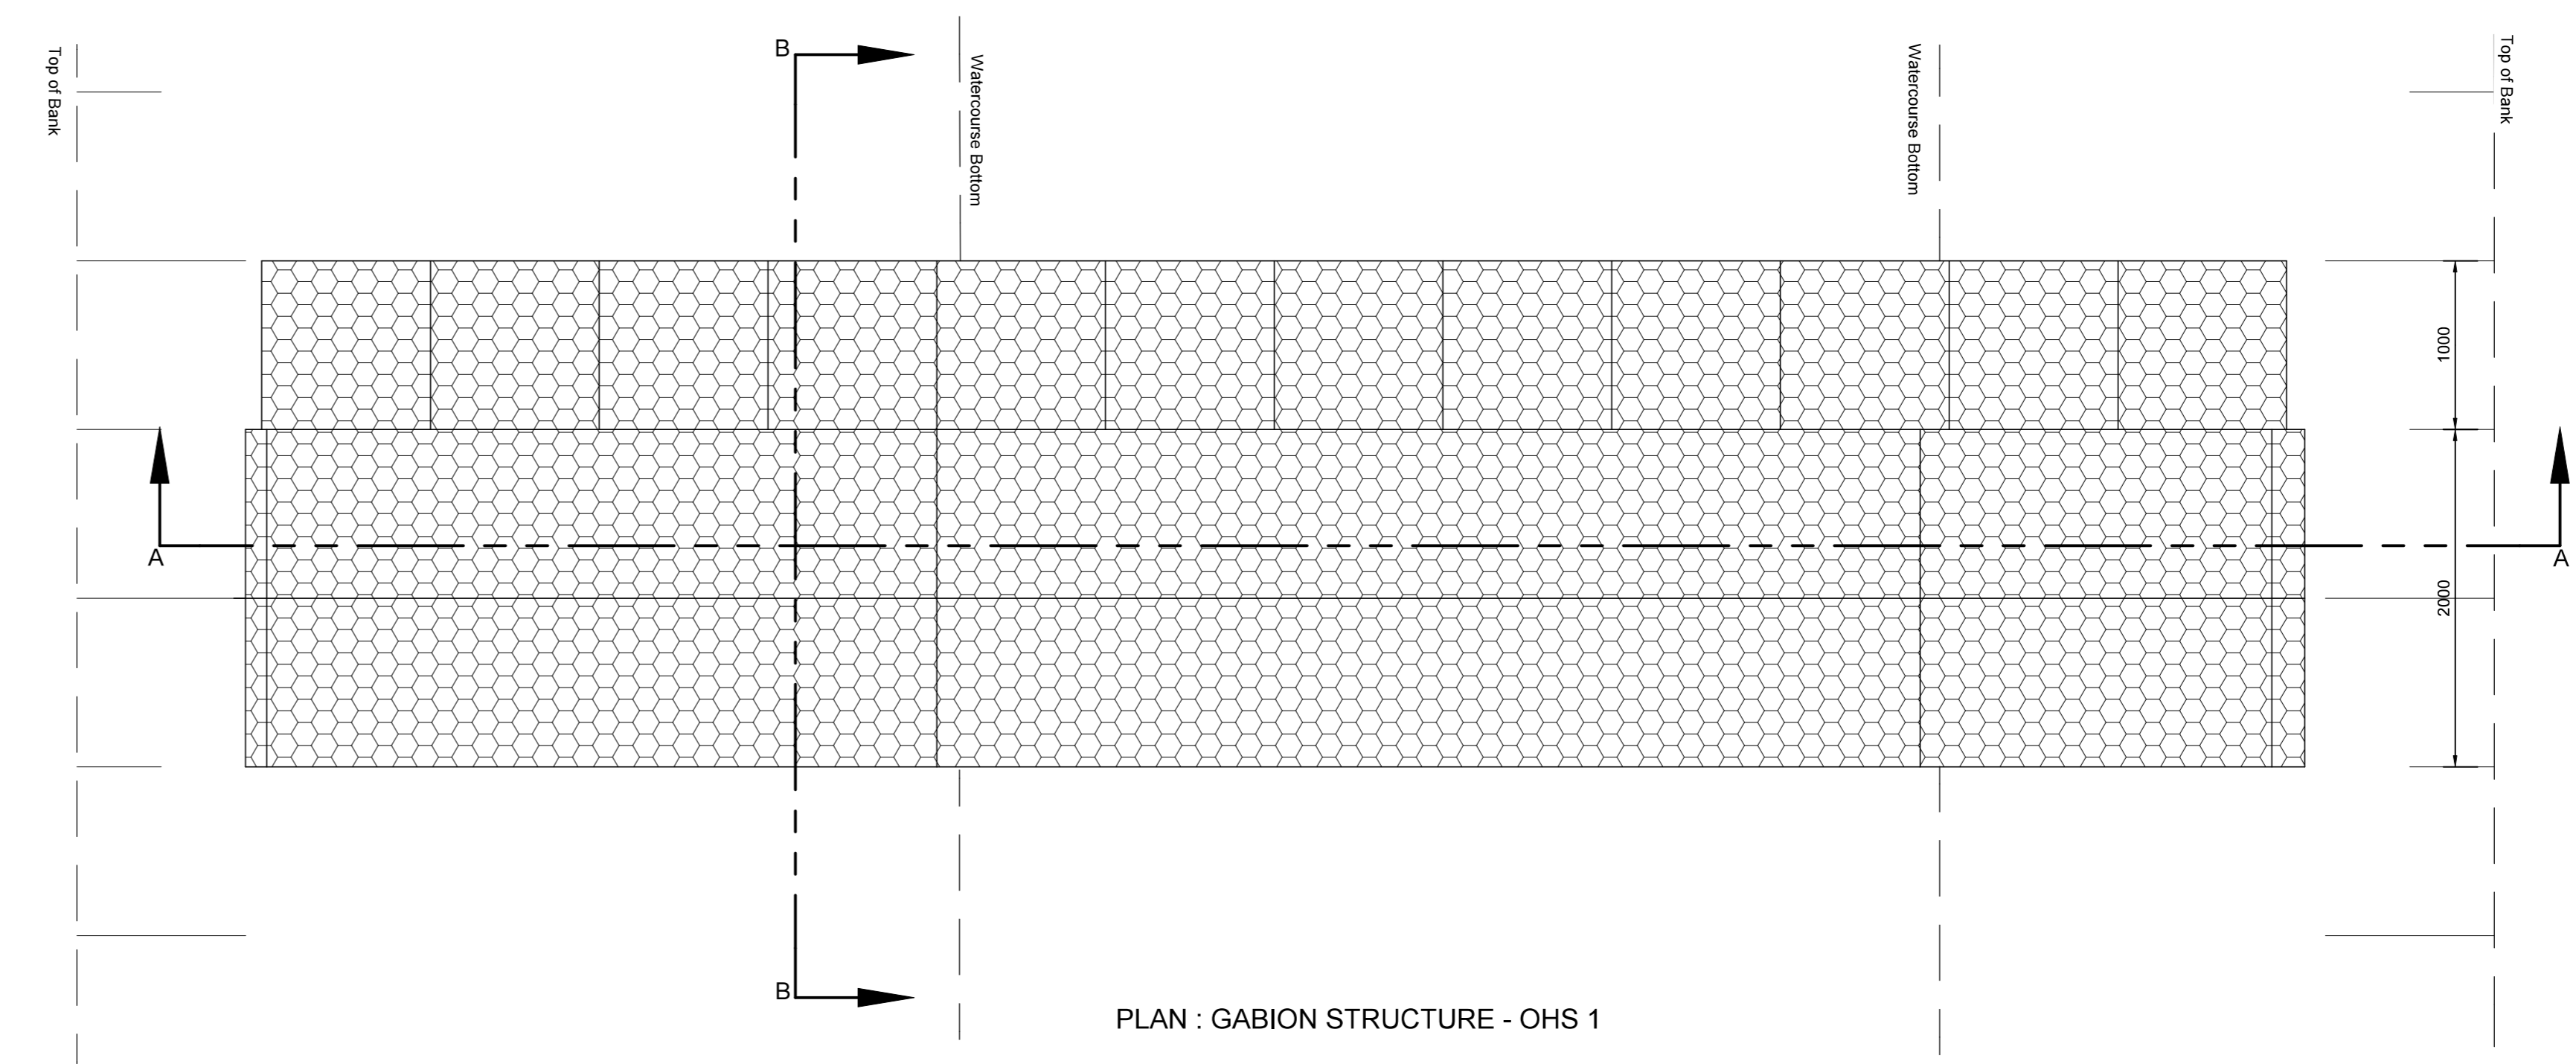 Top of Bank
B
Watercourse Bottom
Watercourse Bottom
Top of Bank
1000
A
A
2000
B
PLAN : GABION STRUCTURE - OHS 1